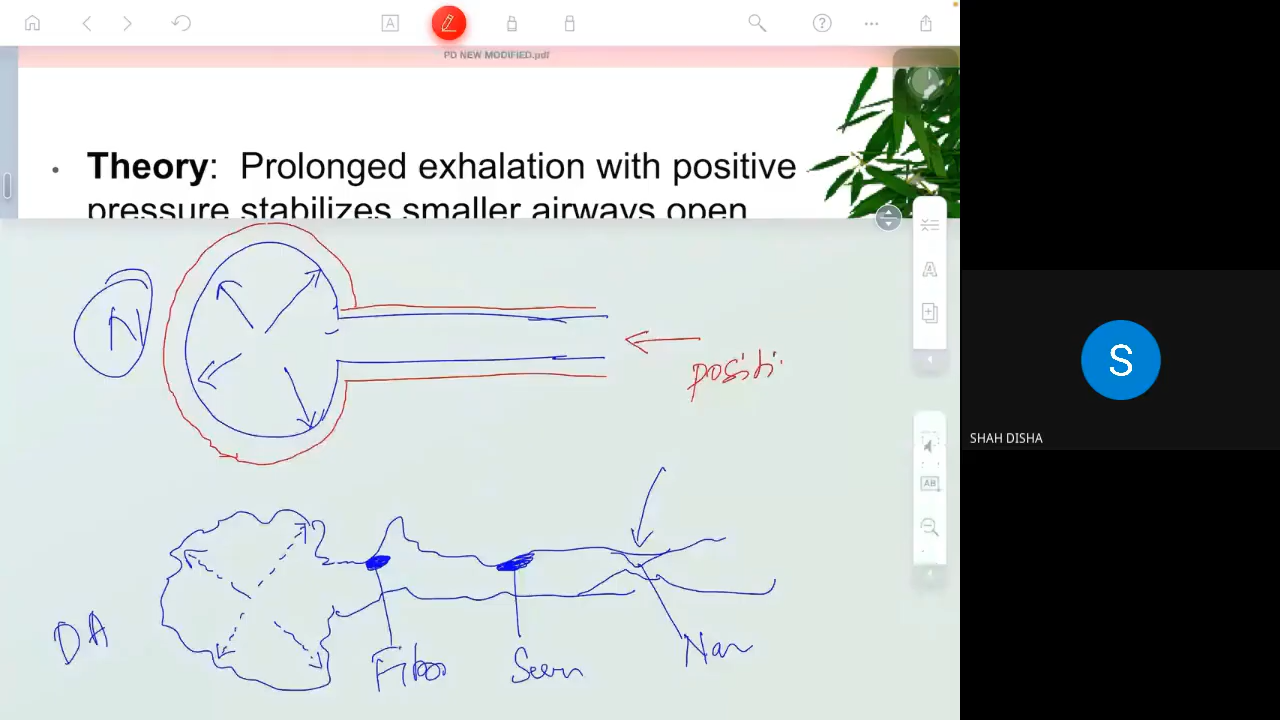 PD NEW MODIFIED.pdf
• Theory: Prolonged exhalation with positive
pressure stabilizes smaller airways open
N
positi
DA
Fibro
Secrn
Nar
S
SHAH DISHA